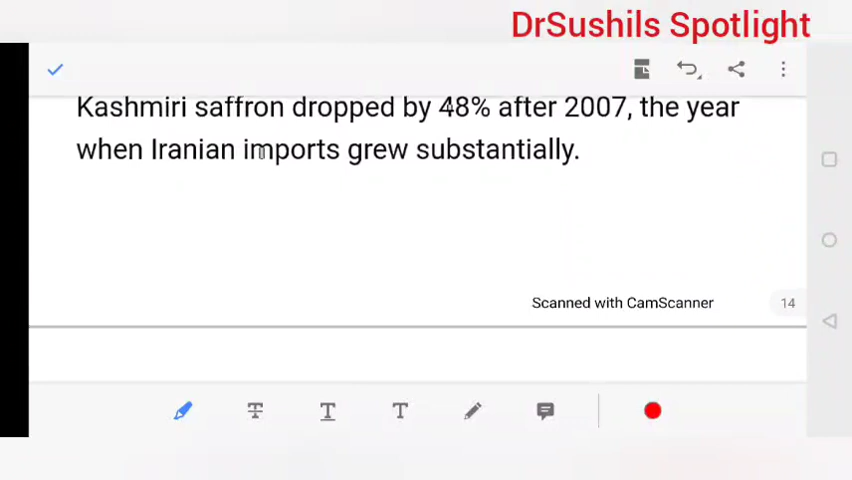 DrSushils Spotlight
Kashmiri saffron dropped by 48% after 2007, the year
when Iranian imports grew substantially.
Scanned with CamScanner
14